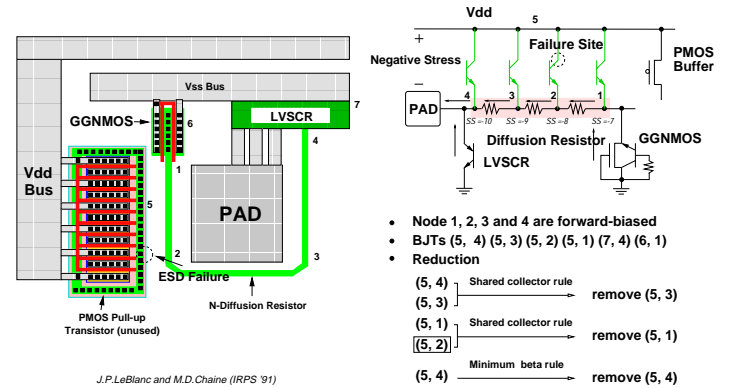 Vss Bus
7
GGNMOS
6
LVSCR
4
1
Vdd
Bus
5
PAD
2
3
ESD Failure
N-Diffusion Resistor
PMOS Pull-up
Transistor (unused)
J.P.LeBlanc and M.D.Chaine (IRPS '91)
Vdd
5
+
Failure Site
Negative Stress
PMOS
Buffer
−
4
3
2
1
PAD
SS =-10
SS =-9
SS =-8
SS =-7
Diffusion Resistor
GGNMOS
LVSCR
• Node 1, 2, 3 and 4 are forward-biased
• BJTs (5, 4) (5, 3) (5, 2) (5, 1) (7, 4) (6, 1)
• Reduction
(5, 4)
Shared collector rule
(5, 3)
remove (5, 3)
(5, 1)
Shared collector rule
(5, 2)
remove (5, 1)
Minimum beta rule
(5, 4)
remove (5, 4)